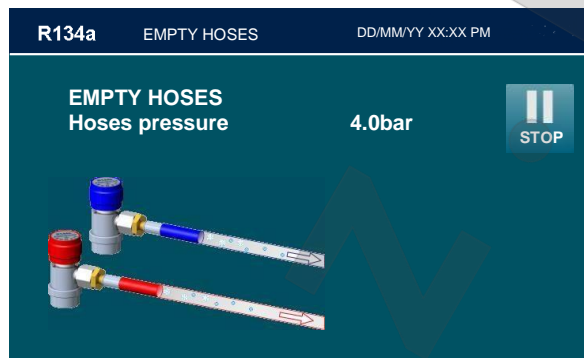 R134a EMPTY HOSES DD/MM/YY XX:XX PM
EMPTY HOSES
Hoses pressure 4.0bar
STOP